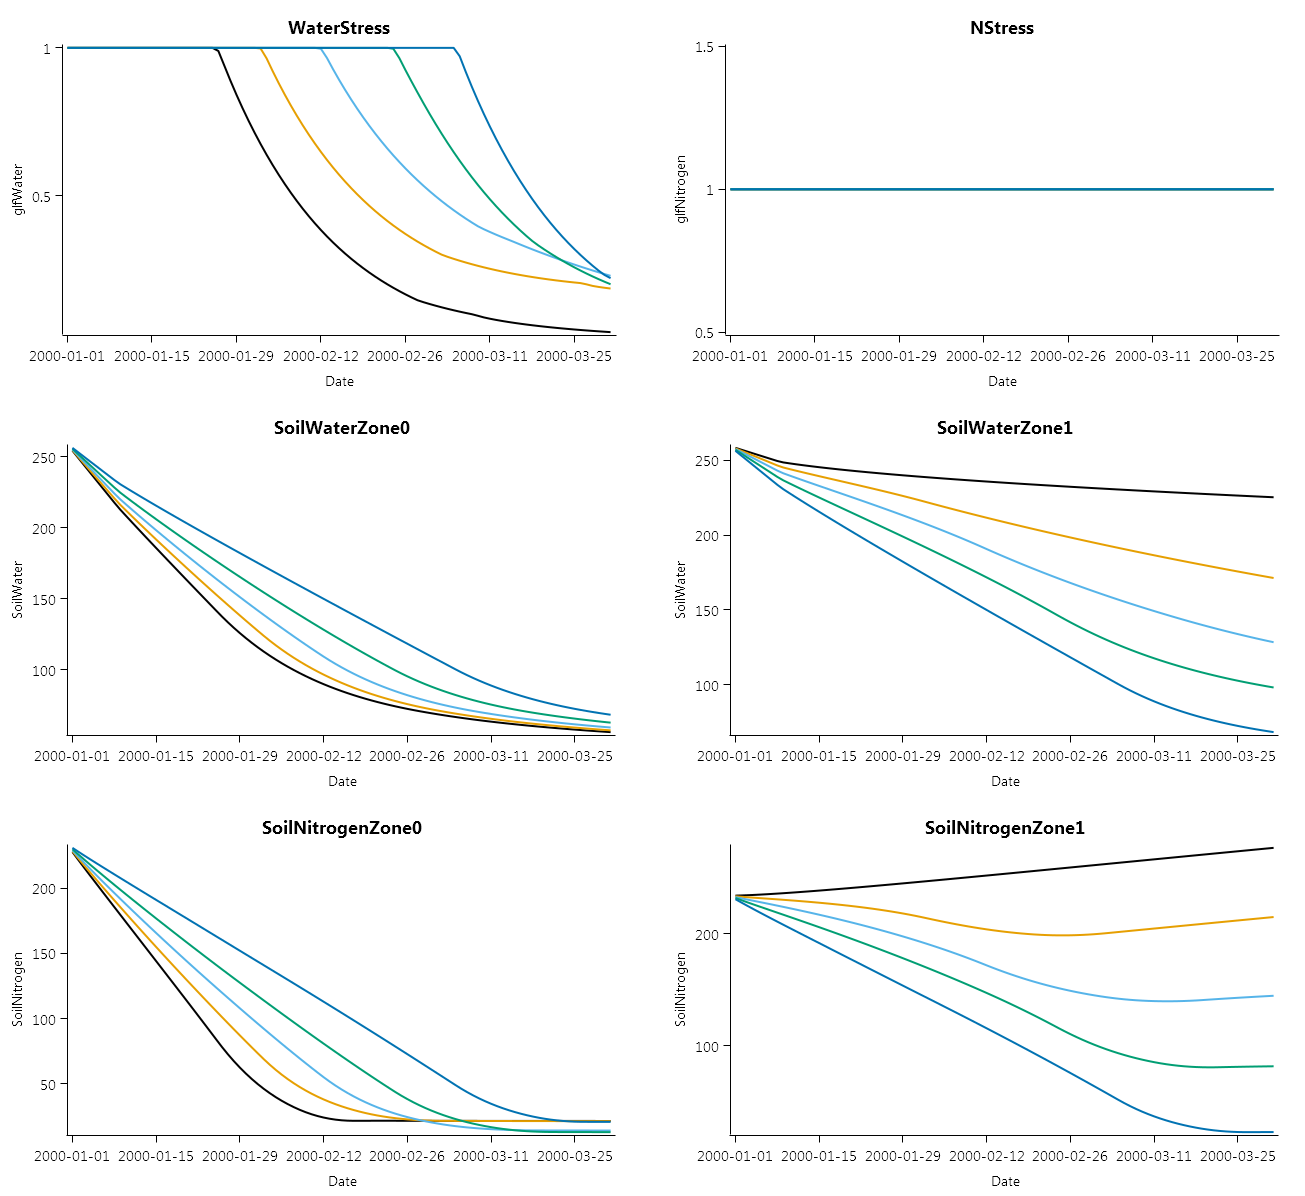 WaterStress
1
0.5
glfWater
2000-01-01 2000-01-15 2000-01-29 2000-02-12 2000-02-26 2000-03-11 2000-03-25
Date
NStress
1.5
1
0.5
glfNitrogen
2000-01-01 2000-01-15 2000-01-29 2000-02-12 2000-02-26 2000-03-11 2000-03-25
Date
SoilWaterZone0
250
200
150
100
SoilWater
2000-01-01 2000-01-15 2000-01-29 2000-02-12 2000-02-26 2000-03-11 2000-03-25
Date
SoilWaterZone1
250
200
150
100
SoilWater
2000-01-01 2000-01-15 2000-01-29 2000-02-12 2000-02-26 2000-03-11 2000-03-25
Date
SoilNitrogenZone0
200
150
100
50
SoilNitrogen
2000-01-01 2000-01-15 2000-01-29 2000-02-12 2000-02-26 2000-03-11 2000-03-25
Date
SoilNitrogenZone1
200
100
SoilNitrogen
2000-01-01 2000-01-15 2000-01-29 2000-02-12 2000-02-26 2000-03-11 2000-03-25
Date